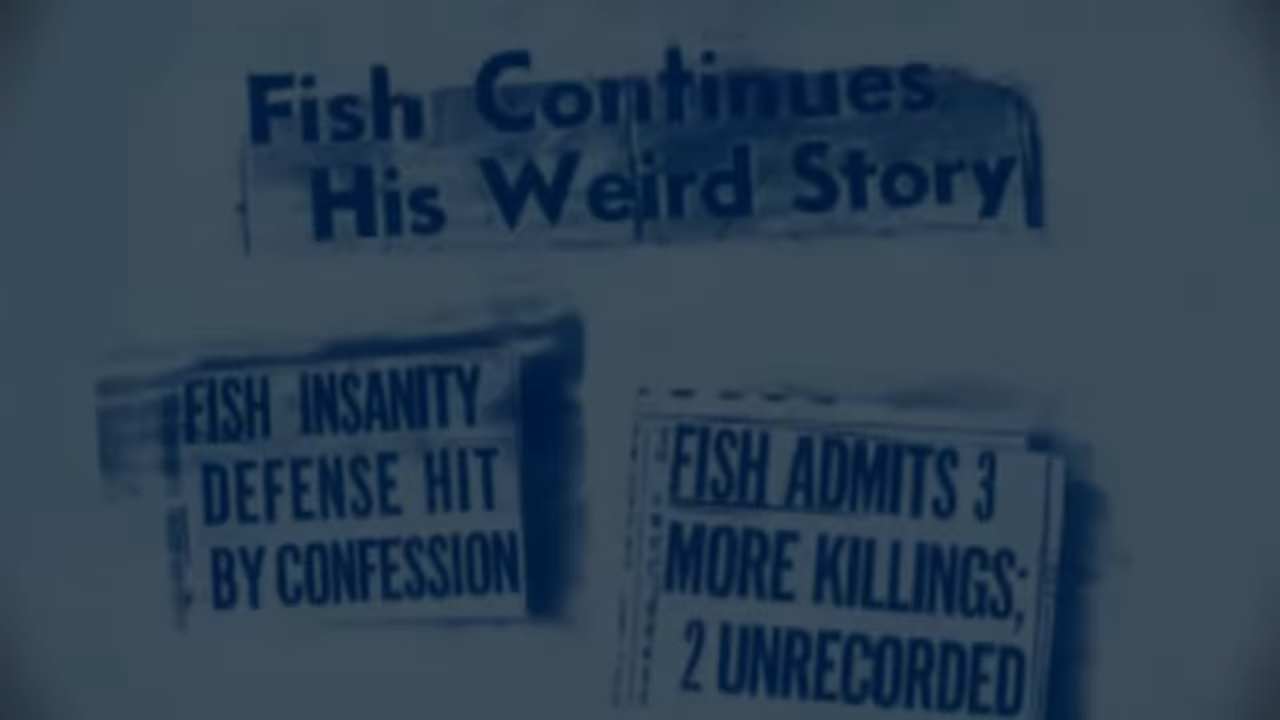 Fish Continues
His Weird Story
FISH INSANITY
DEFENSE HIT
BY CONFESSION
FISH ADMITS 3
MORE KILLINGS;
2 UNRECORDED